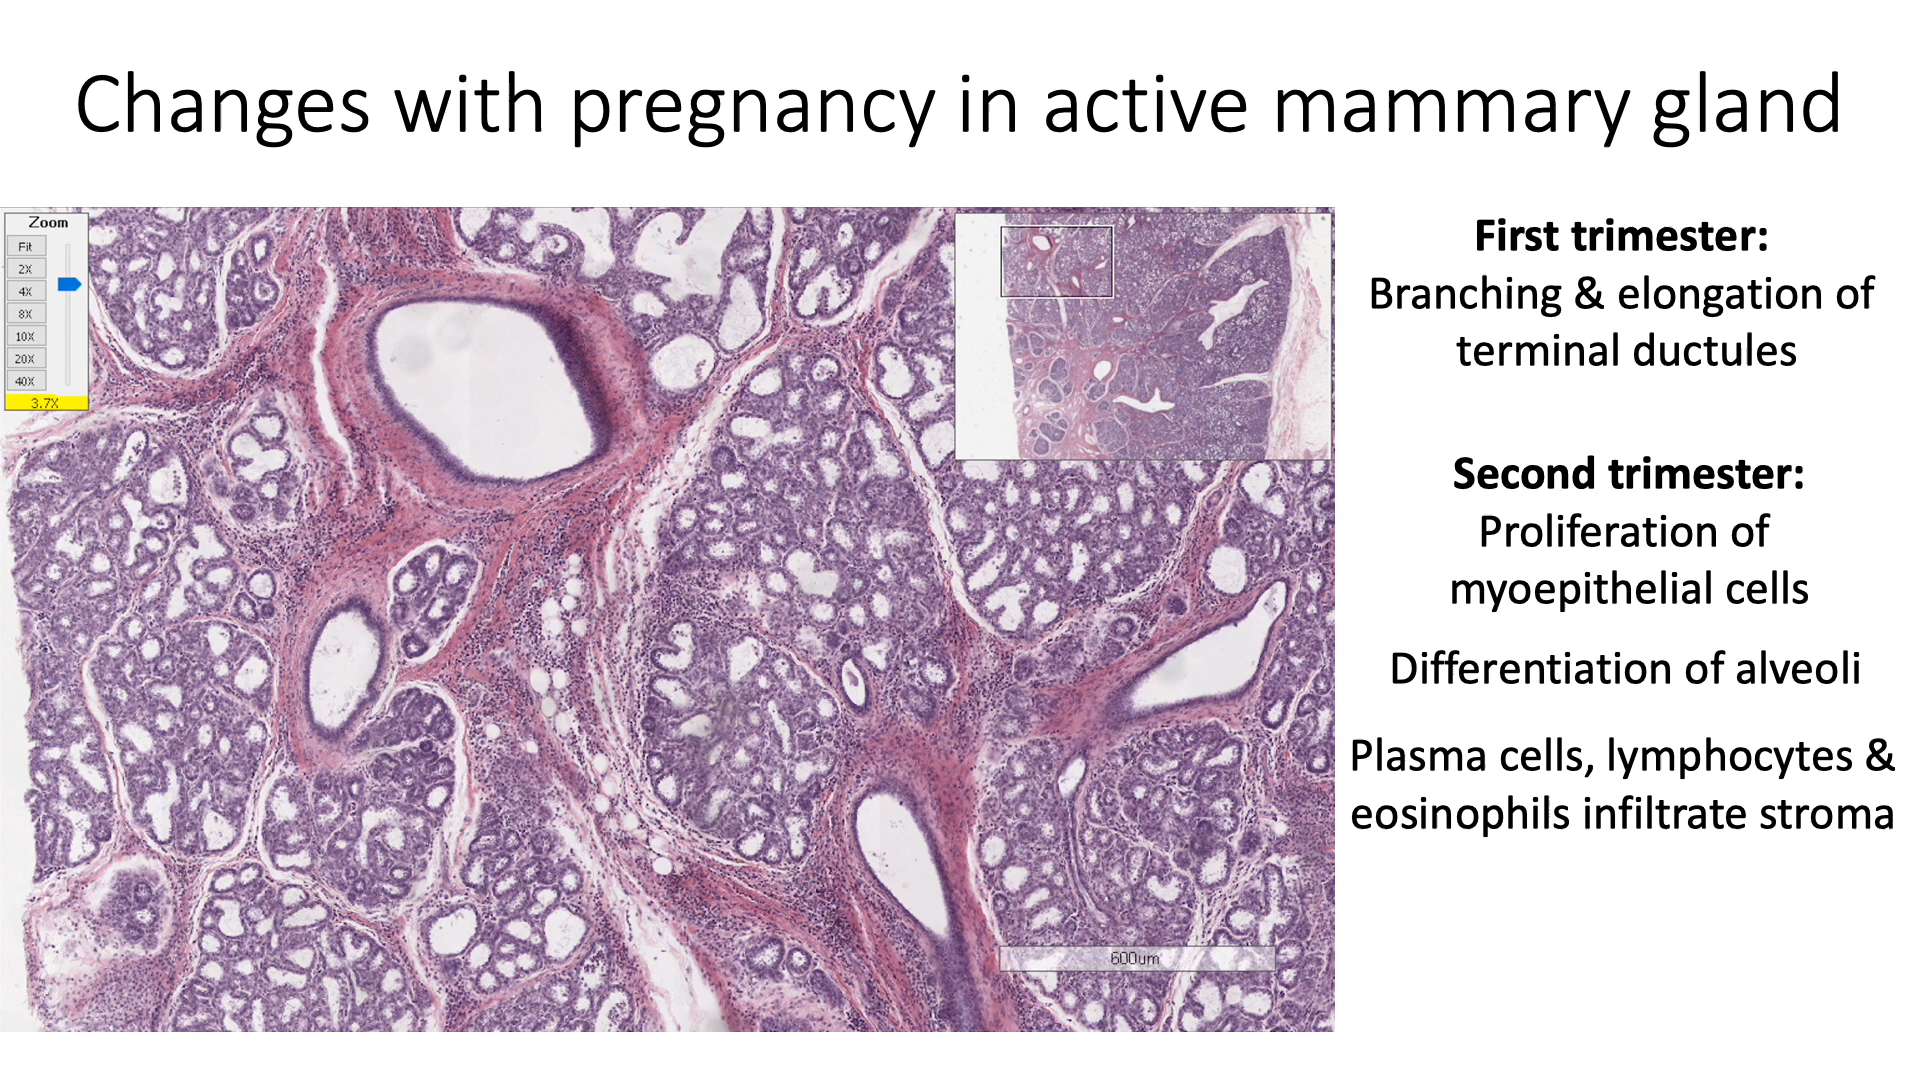 Changes with pregnancy in active mammary gland
Zoom
Fit
2X
4X
8X
10X
20X
40X
3.7X
600um
First trimester:
Branching & elongation of
terminal ductules
Second trimester:
Proliferation of
myoepithelial cells
Differentiation of alveoli
Plasma cells, lymphocytes &
eosinophils infiltrate stroma